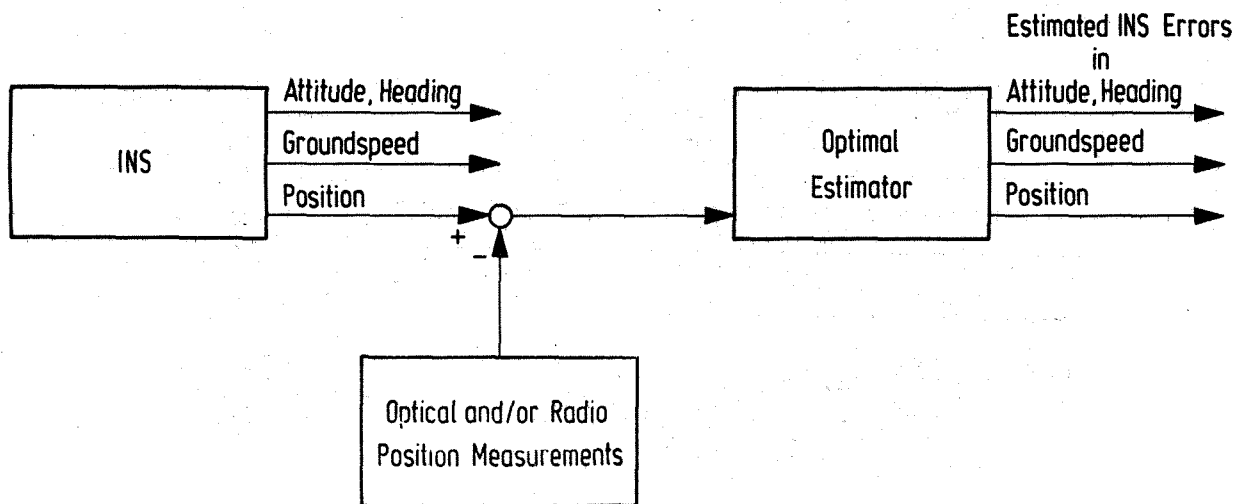 Estimated INS Errors
in
Attitude, Heading
Attitude, Heading
INS
Groundspeed
Optimal
Estimator
Groundspeed
Position
Position
+
-
Optical and/or Radio
Position Measurements